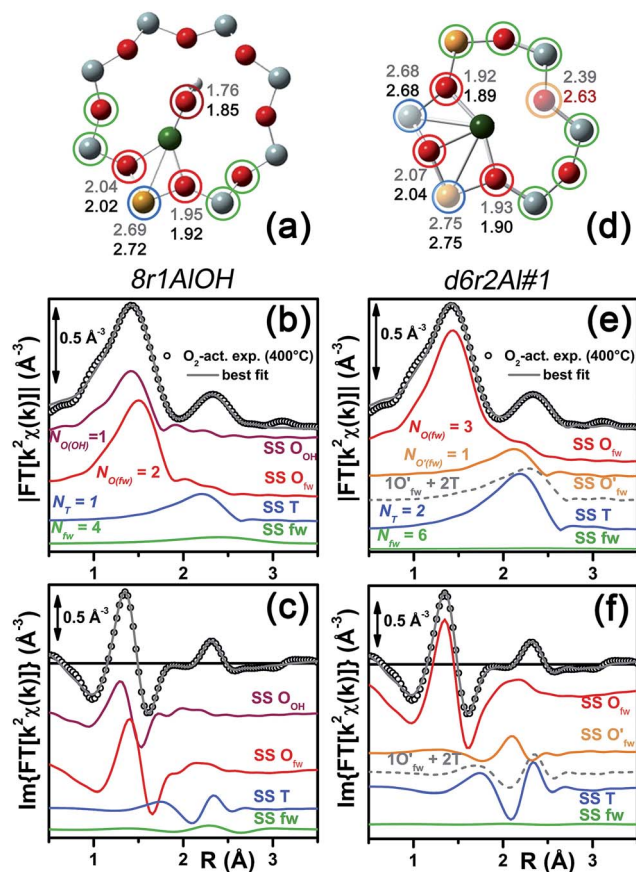 (a)
1.76
1.85
2.04
2.02
1.95
1.92
2.69
2.72
8r1AlOH
(d)
2.68
2.68
1.92
1.89
2.39
2.63
2.07
2.04
1.93
1.90
2.75
2.75
d6r2Al#1
(b)
0.5 Å⁻³
O₂-act. exp. (400°C)
best fit
|FT[k²χ(k)]| (Å⁻³)
N_O(OH) = 1
SS O_OH
N_O(fw) = 2
SS O_fw
N_T = 1
SS T
N_fw = 4
SS fw
1 2 3
(e)
0.5 Å⁻³
O₂-act. exp. (400°C)
best fit
|FT[k²χ(k)]| (Å⁻³)
N_O(fw) = 3
SS O_fw
N_O'(fw) = 1
SS O'_fw
1O'_fw + 2T
N_T = 2
SS T
N_fw = 6
SS fw
1 2 3
(c)
0.5 Å⁻³
Im{FT[k²χ(k)]} (Å⁻³)
SS O_OH
SS O_fw
SS T
SS fw
1 2 3
R (Å)
(f)
0.5 Å⁻³
Im{FT[k²χ(k)]} (Å⁻³)
SS O_fw
SS O'_fw
1O'_fw + 2T
SS T
SS fw
1 2 3
R (Å)